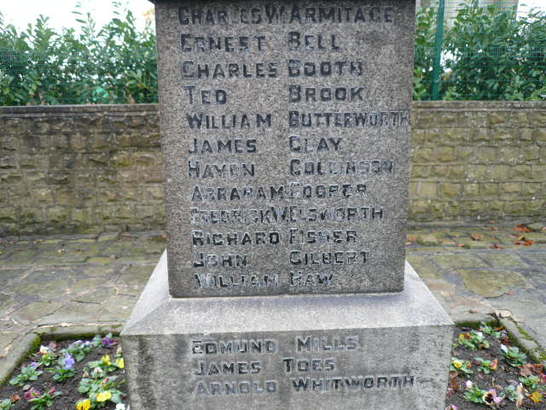 CHARLES W ARMITAGE
ERNEST BELL
CHARLES BOOTH
TED BROOK
WILLIAM BUTTERWORTH
JAMES CLAY
HAYDN COLLINSON
ABRAHAM COOPER
FREDERICK W ELSWORTH
RICHARD FISHER
JOHN GILBERT
WILLIAM HAW
EDMUND MILLS
JAMES TOES
ARNOLD WHITWORTH